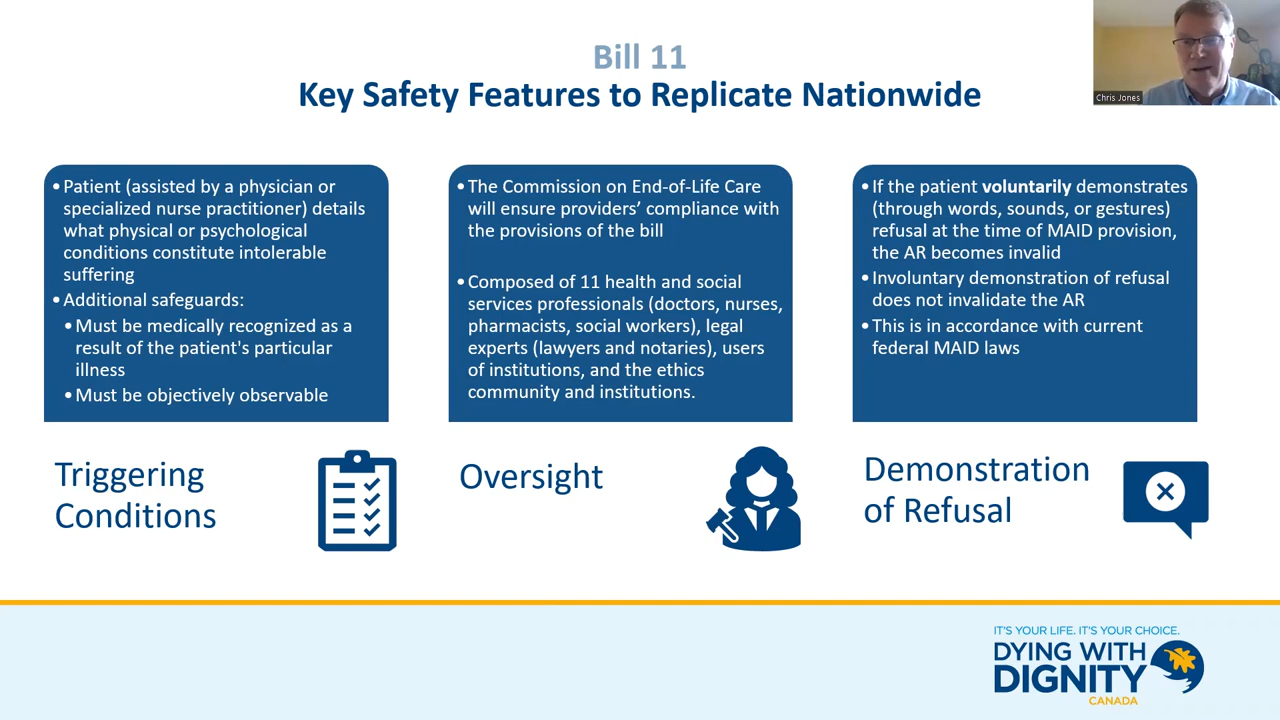 Bill 11
Key Safety Features to Replicate Nationwide
Chris Jones
• Patient (assisted by a physician or
specialized nurse practitioner) details
what physical or psychological
conditions constitute intolerable
suffering
• Additional safeguards:
• Must be medically recognized as a
result of the patient's particular
illness
• Must be objectively observable
Triggering
Conditions
• The Commission on End-of-Life Care
will ensure providers’ compliance with
the provisions of the bill
• Composed of 11 health and social
services professionals (doctors, nurses,
pharmacists, social workers), legal
experts (lawyers and notaries), users
of institutions, and the ethics
community and institutions.
Oversight
• If the patient voluntarily demonstrates
(through words, sounds, or gestures)
refusal at the time of MAID provision,
the AR becomes invalid
• Involuntary demonstration of refusal
does not invalidate the AR
• This is in accordance with current
federal MAID laws
Demonstration
of Refusal
IT'S YOUR LIFE. IT'S YOUR CHOICE.
DYING WITH
DIGNITY
CANADA